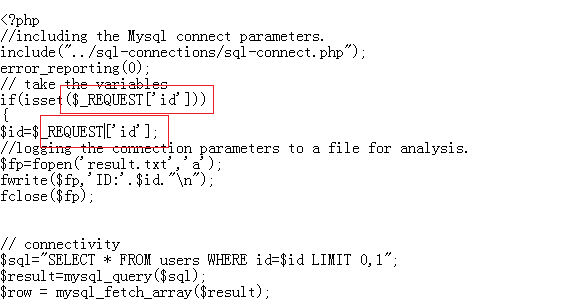 <?php
//including the Mysql connect parameters.
include("../sql-connections/sql-connect.php");
error_reporting(0);
// take the variables
if(isset($_REQUEST['id']))
{
$id=$_REQUEST['id'];
//logging the connection parameters to a file for analysis.
$fp=fopen('result.txt','a');
fwrite($fp,'ID:'.$id."\n");
fclose($fp);
// connectivity
$sql="SELECT * FROM users WHERE id=$id LIMIT 0,1";
$result=mysql_query($sql);
$row = mysql_fetch_array($result);